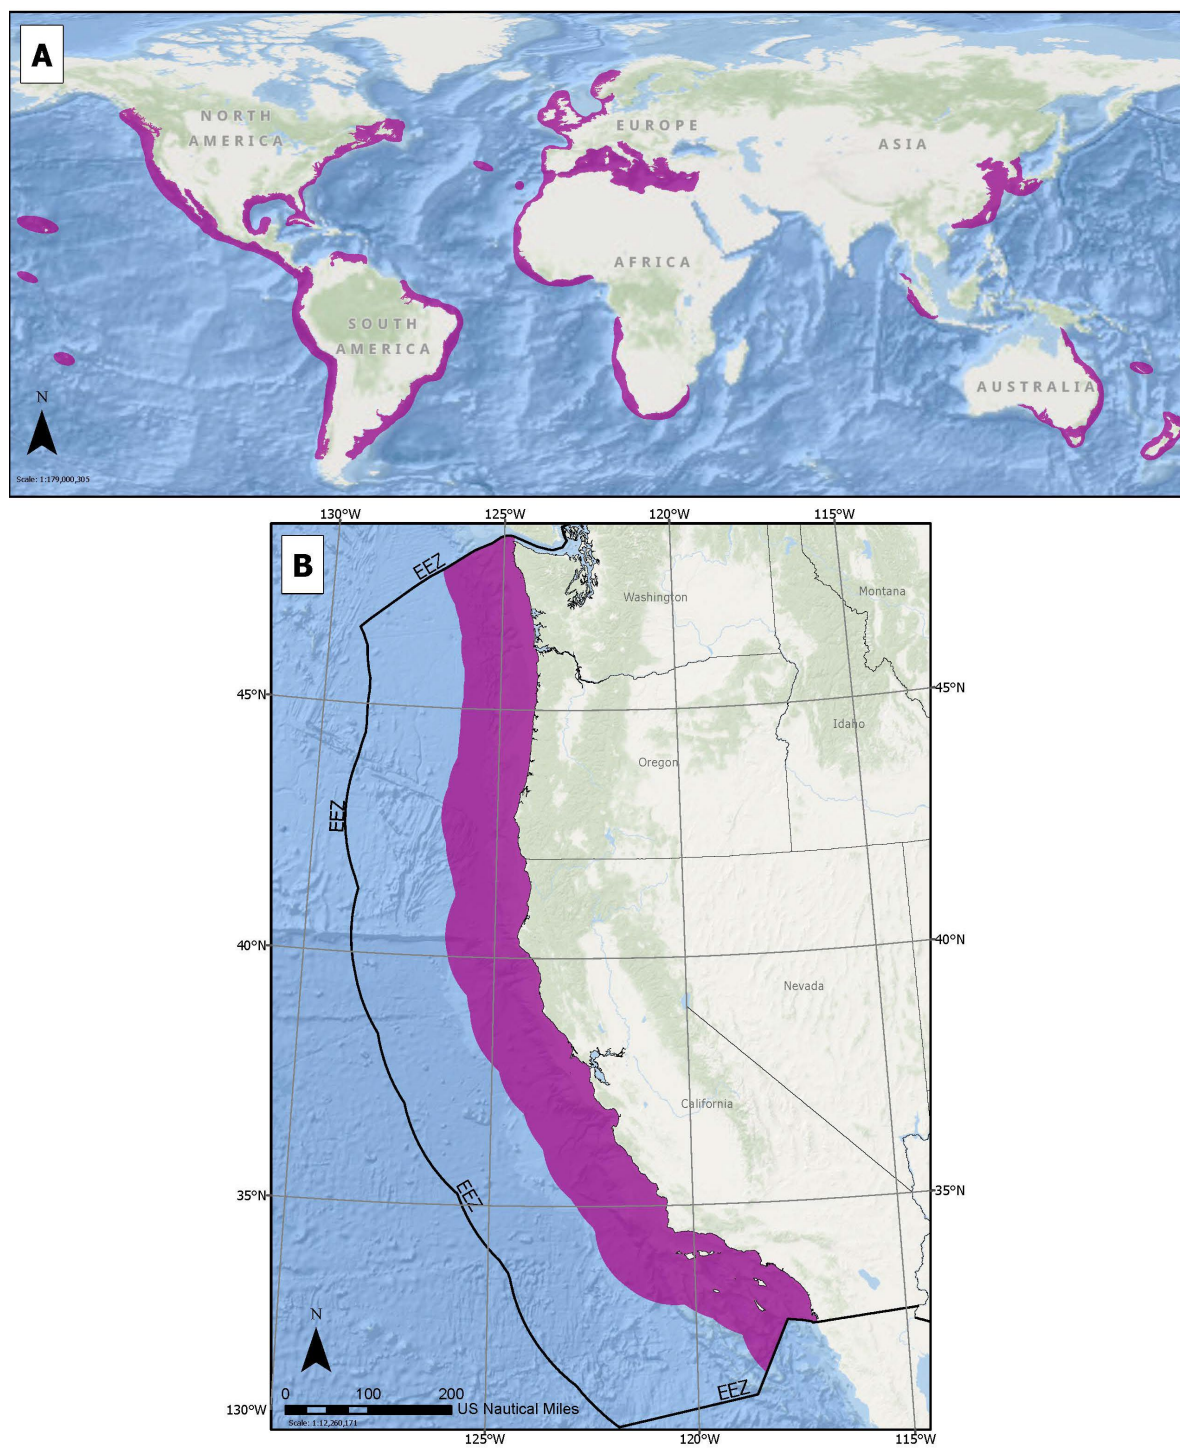 A
NORTH
AMERICA
EUROPE
ASIA
AFRICA
SOUTH
AMERICA
AUSTRALIA
N
Scale: 1:179,000,305
130°W
125°W
120°W
115°W
B
EEZ
Washington
Montana
45°N
45°N
Idaho
Oregon
EEZ
40°N
40°N
Nevada
California
35°N
EEZ
35°N
N
0
100
200
US Nautical Miles
EEZ
Scale: 1:12,260,171
130°W
125°W
120°W
115°W